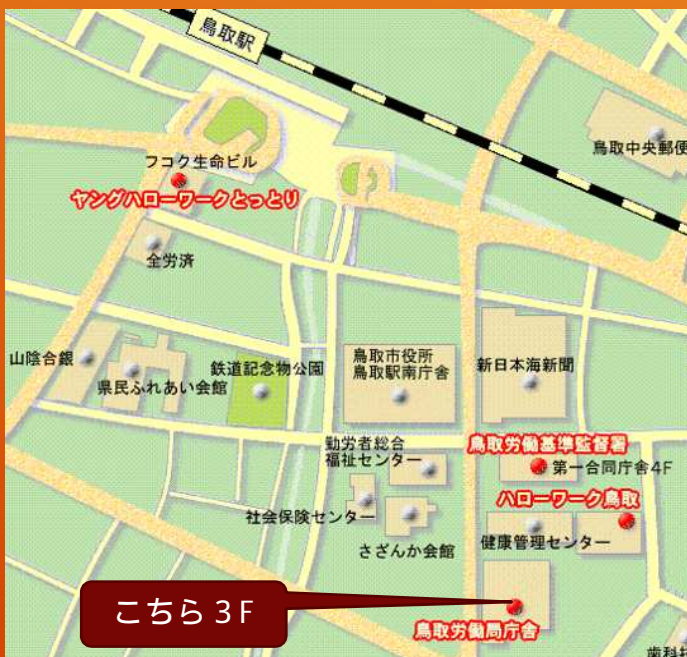 鳥取駅
フコク生命ビル
ヤングハローワークとっとり
鳥取中央郵便
全労済
山陰合銀
県民ふれあい会館
鉄道記念物公園
鳥取市役所
鳥取駅南庁舎
新日本海新聞
勤労者総合
福祉センター
鳥取労働基準監督署
第一合同庁舎4F
ハローワーク鳥取
社会保険センター
さざんか会館
健康管理センター
こちら3F
鳥取労働局庁舎
歯科技